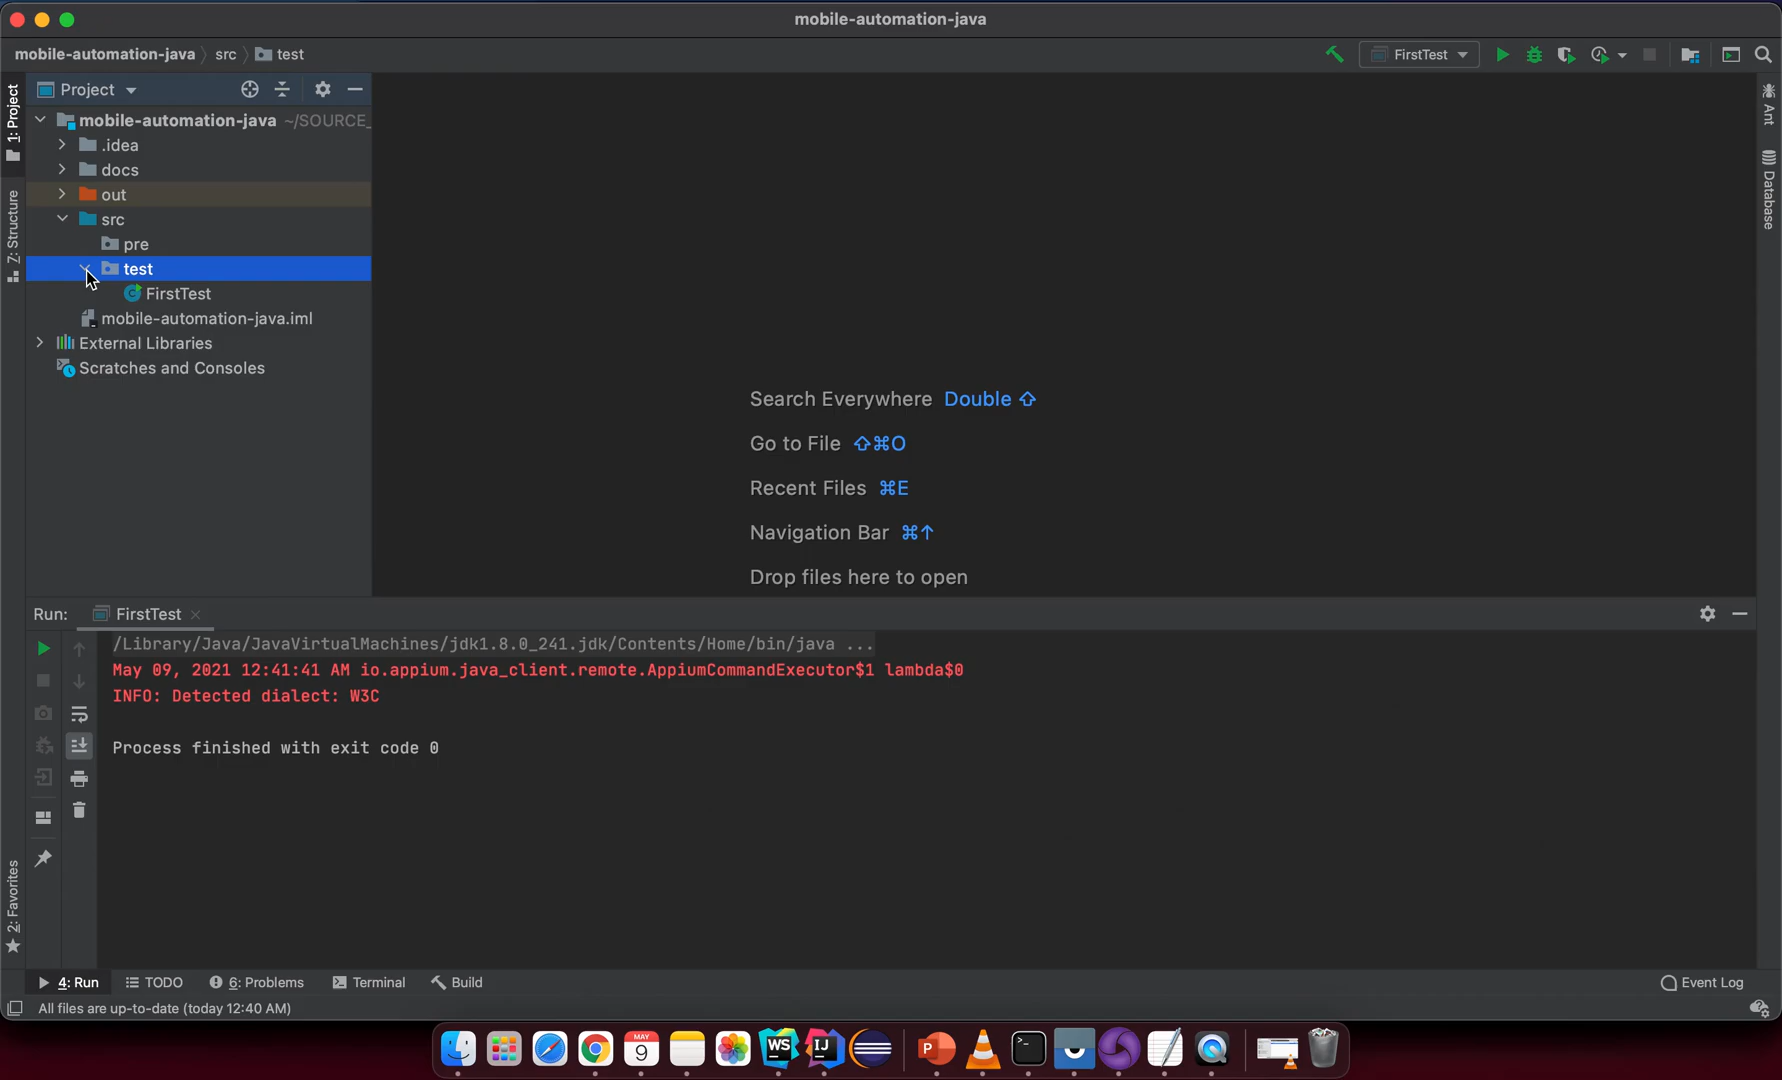 mobile-automation-java
mobile-automation-java
src
test
FirstTest
Project
1: Project
mobile-automation-java ~/SOURCE_
.idea
docs
out
src
pre
test
FirstTest
mobile-automation-java.iml
External Libraries
Scratches and Consoles
Z: Structure
2: Favorites
Ant
Database
Search Everywhere Double ⇧
Go to File ⇧⌘O
Recent Files ⌘E
Navigation Bar ⌘↑
Drop files here to open
Run: FirstTest
/Library/Java/JavaVirtualMachines/jdk1.8.0_241.jdk/Contents/Home/bin/java ...
May 09, 2021 12:41:41 AM io.appium.java_client.remote.AppiumCommandExecutor$1 lambda$0
INFO: Detected dialect: W3C
Process finished with exit code 0
4: Run
TODO
6: Problems
Terminal
Build
Event Log
All files are up-to-date (today 12:40 AM)
MAY
9
WS
IJ
P